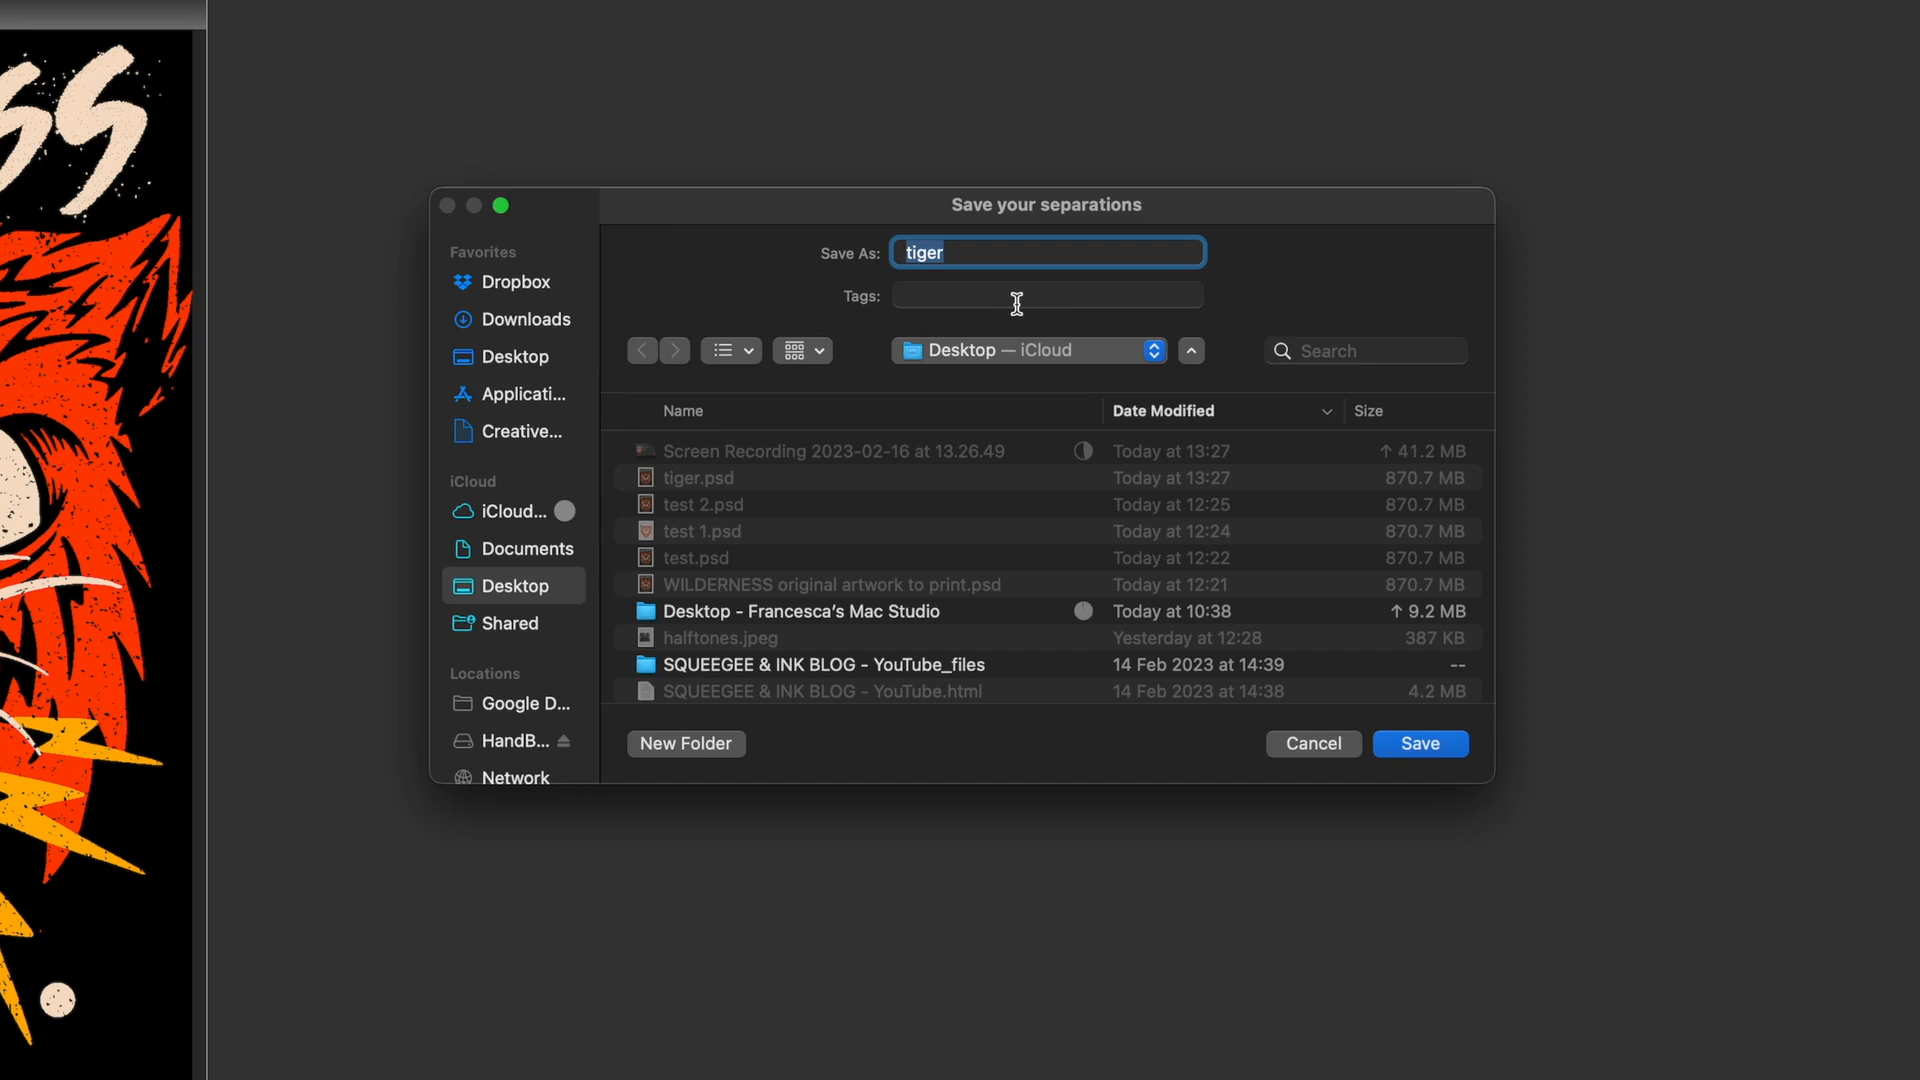 SS
Save your separations
Save As: tiger
Tags:
Favorites
Dropbox
Downloads
Desktop
Applicati...
Creative...
iCloud
iCloud...
Documents
Desktop
Shared
Locations
Google D...
HandB...
Network
Desktop — iCloud
Search
Name Date Modified Size
Screen Recording 2023-02-16 at 13.26.49 Today at 13:27 ↑ 41.2 MB
tiger.psd Today at 13:27 870.7 MB
test 2.psd Today at 12:25 870.7 MB
test 1.psd Today at 12:24 870.7 MB
test.psd Today at 12:22 870.7 MB
WILDERNESS original artwork to print.psd Today at 12:21 870.7 MB
Desktop - Francesca's Mac Studio Today at 10:38 ↑ 9.2 MB
halftones.jpeg Yesterday at 12:28 387 KB
SQUEEGEE & INK BLOG - YouTube_files 14 Feb 2023 at 14:39 --
SQUEEGEE & INK BLOG - YouTube.html 14 Feb 2023 at 14:38 4.2 MB
New Folder Cancel Save